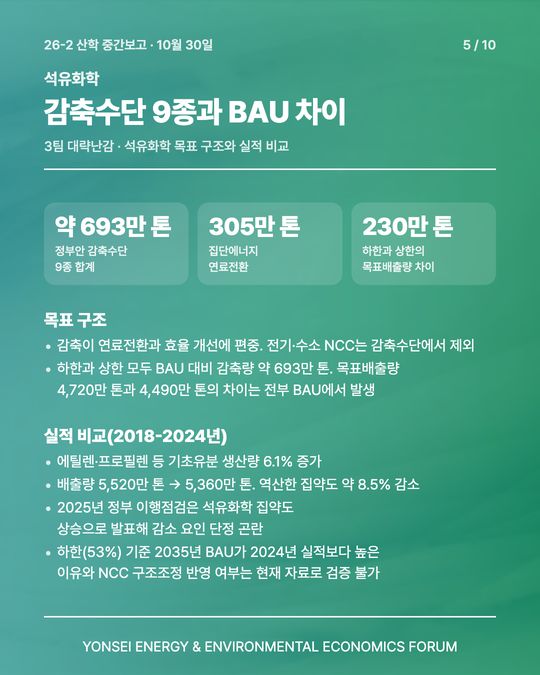 26-2 산학 중간보고 · 10월 30일
5 / 10
석유화학
감축수단 9종과 BAU 차이
3팀 대략난감 · 석유화학 목표 구조와 실적 비교
약 693만 톤
정부안 감축수단
9종 합계
305만 톤
집단에너지
연료전환
230만 톤
하한과 상한의
목표배출량 차이
목표 구조
• 감축이 연료전환과 효율 개선에 편중. 전기·수소 NCC는 감축수단에서 제외
• 하한과 상한 모두 BAU 대비 감축량 약 693만 톤. 목표배출량
4,720만 톤과 4,490만 톤의 차이는 전부 BAU에서 발생
실적 비교(2018-2024년)
• 에틸렌·프로필렌 등 기초유분 생산량 6.1% 증가
• 배출량 5,520만 톤 → 5,360만 톤. 역산한 집약도 약 8.5% 감소
• 2025년 정부 이행점검은 석유화학 집약도
상승으로 발표해 감소 요인 단정 곤란
• 하한(53%) 기준 2035년 BAU가 2024년 실적보다 높은
이유와 NCC 구조조정 반영 여부는 현재 자료로 검증 불가
YONSEI ENERGY & ENVIRONMENTAL ECONOMICS FORUM